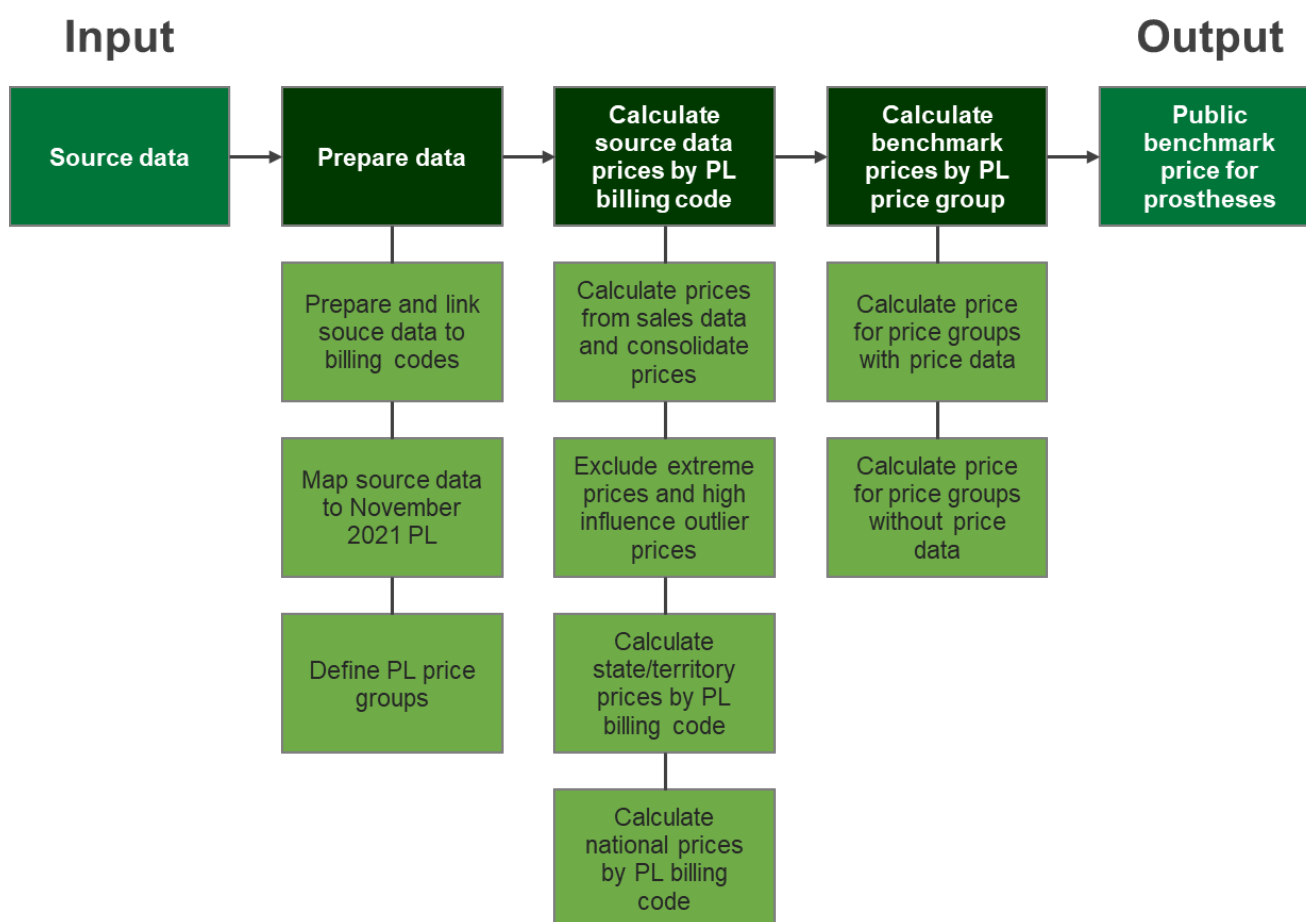 Input
Output
Source data
Prepare data
Calculate
source data
prices by PL
billing code
Calculate
benchmark
prices by PL
price group
Public
benchmark
price for
prostheses
Prepare and link
souce data to
billing codes
Map source data
to November
2021 PL
Define PL price
groups
Calculate prices
from sales data
and consolidate
prices
Exclude extreme
prices and high
influence outlier
prices
Calculate
state/territory
prices by PL
billing code
Calculate
national prices
by PL billing
code
Calculate price
for price groups
with price data
Calculate price
for price groups
without price
data